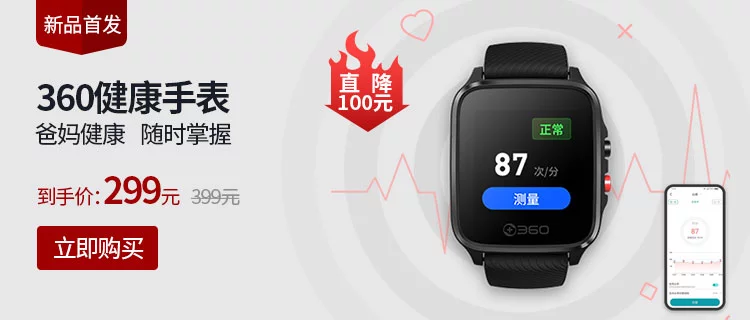 新品首发
360健康手表
爸妈健康 随时掌握
到手价:299元 399元
立即购买
直降
100元
正常
87 次/分
测量
360
87